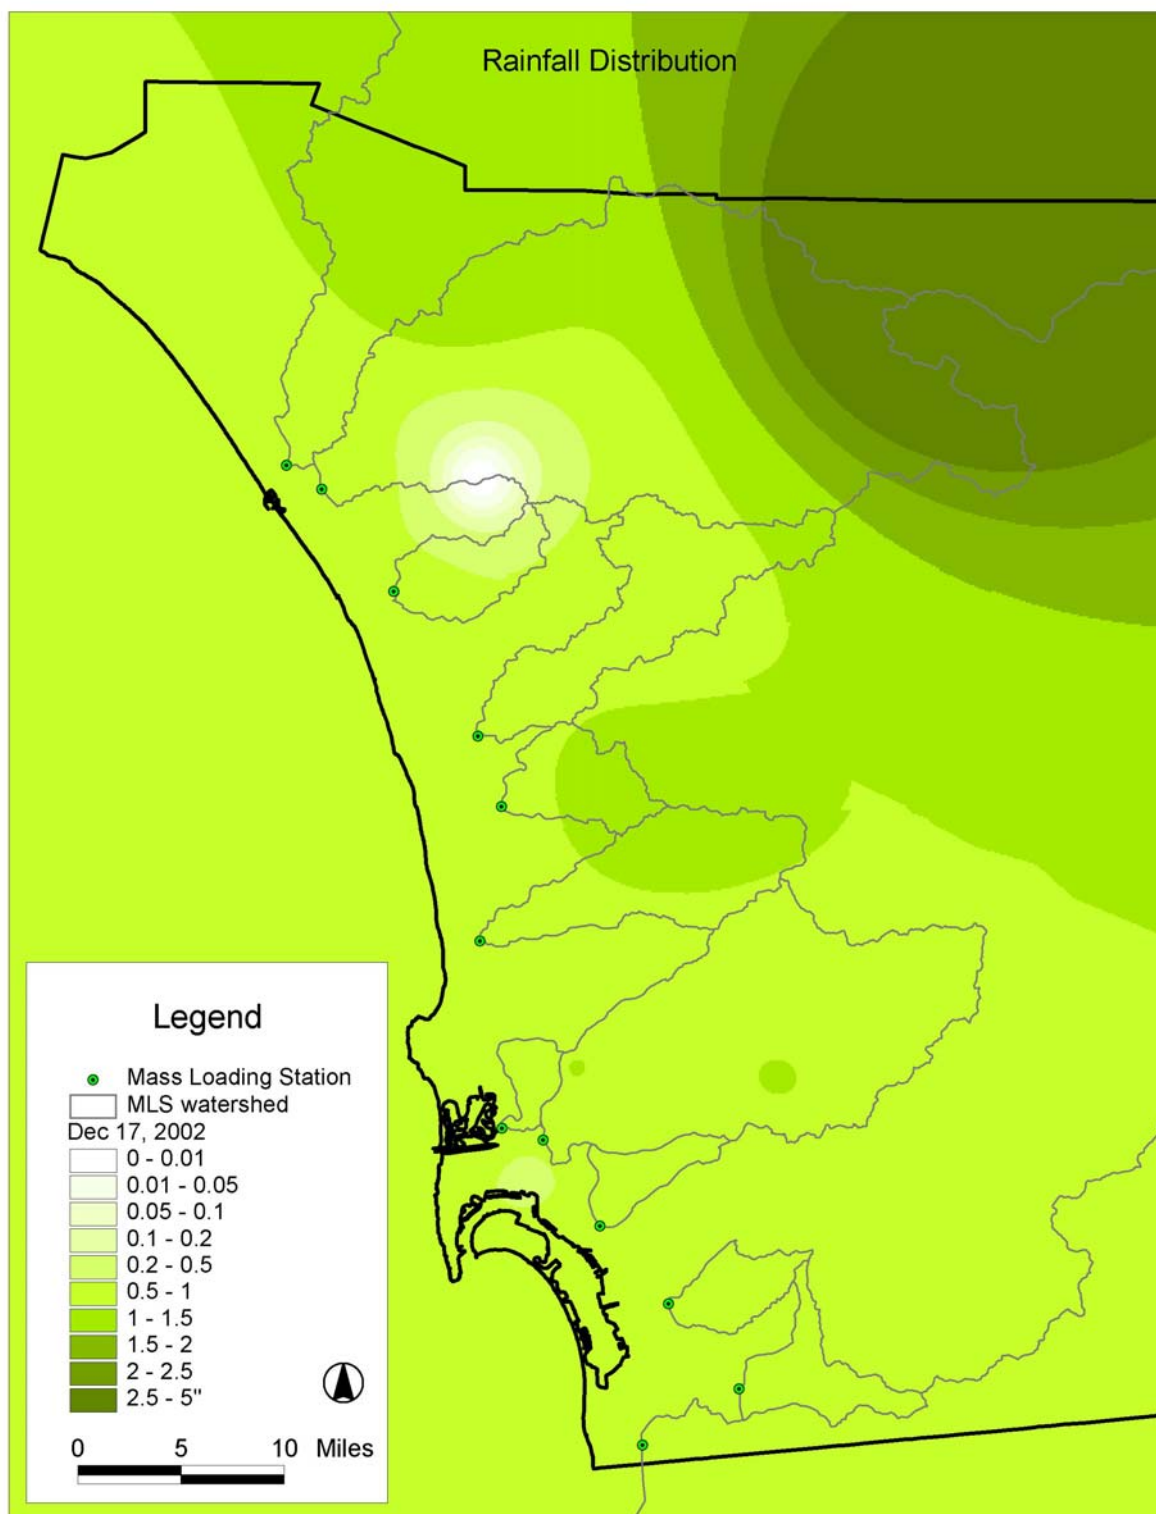 Rainfall Distribution
Legend
Mass Loading Station
MLS watershed
Dec 17, 2002
0 - 0.01
0.01 - 0.05
0.05 - 0.1
0.1 - 0.2
0.2 - 0.5
0.5 - 1
1 - 1.5
1.5 - 2
2 - 2.5
2.5 - 5"
0 5 10 Miles